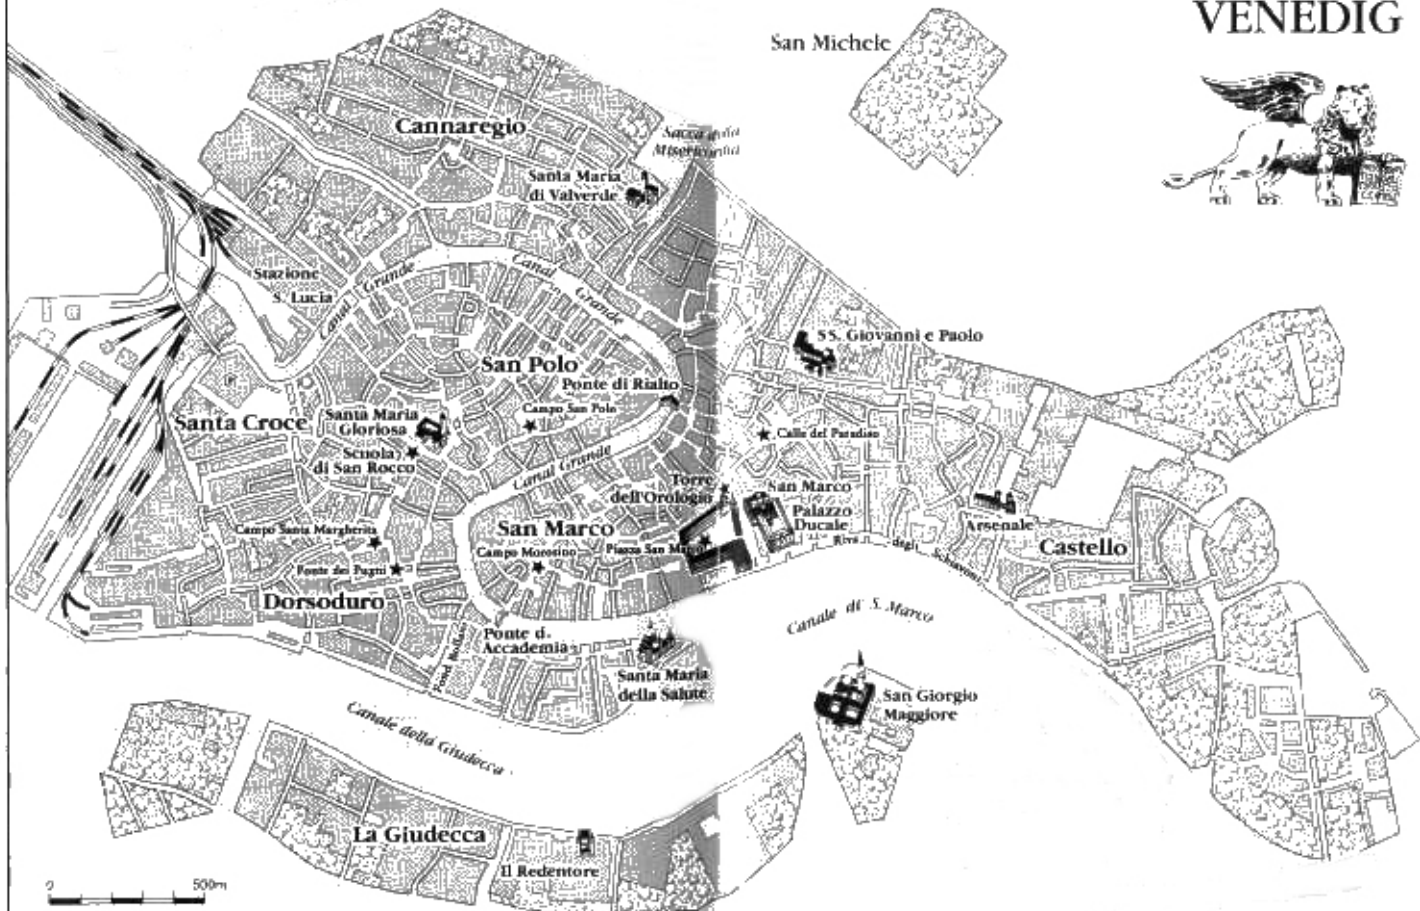 VENEDIG
San Michele
Cannaregio
Sacca della
Misericordia
Santa Maria
di Valverde
Stazione
S. Lucia
Canal Grande
Canal Grande
SS. Giovanni e Paolo
San Polo
Ponte di Rialto
Campo San Polo
Santa Croce
Santa Maria
Gloriosa
Scuola
di San Rocco
Calle del Paradiso
Canal Grande
Torre
dell'Orologio
San Marco
Palazzo
Ducale
Arsenale
San Marco
Campo Santa Margherita
Campo Morosino
Piazza San Marco
Riva degli Schiavoni
Castello
Ponte dei Pugni
Dorsoduro
Canale di S. Marco
Ponte d.
Accademia
Santa Maria
della Salute
San Giorgio
Maggiore
Canale della Giudecca
La Giudecca
Il Redentore
0 500m